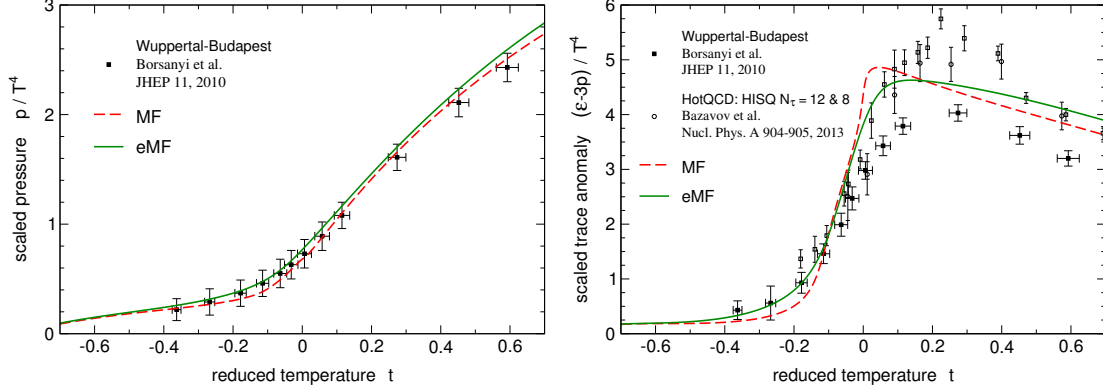 3
2
1
0
scaled pressure p / T⁴
Wuppertal-Budapest
Borsanyi et al.
JHEP 11, 2010
MF
eMF
-0.6 -0.4 -0.2 0 0.2 0.4 0.6
reduced temperature t
6
5
4
3
2
1
0
scaled trace anomaly (ε-3p) / T⁴
Wuppertal-Budapest
Borsanyi et al.
JHEP 11, 2010
HotQCD: HISQ Nτ = 12 & 8
Bazavov et al.
Nucl. Phys. A 904-905, 2013
MF
eMF
-0.6 -0.4 -0.2 0 0.2 0.4 0.6
reduced temperature t